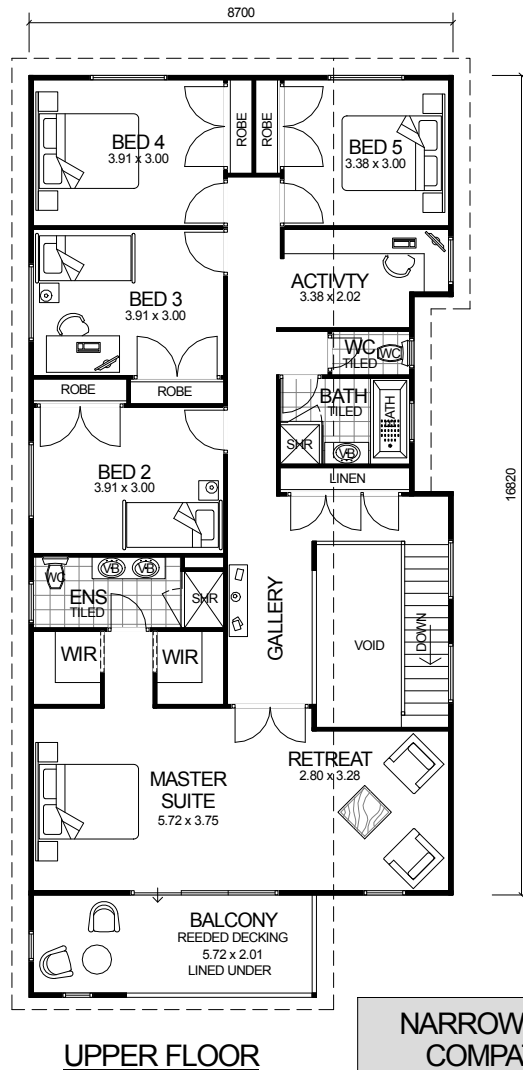 8700
BED 4
3.91 x 3.00
ROBE
ROBE
BED 5
3.38 x 3.00
ACTIVTY
3.38 x 2.02
BED 3
3.91 x 3.00
WC
TILED
WC
BATH
TILED
BATH
SHR
VB
ROBE
ROBE
LINEN
BED 2
3.91 x 3.00
16820
WC
VB
VB
ENS
TILED
SHR
GALLERY
VOID
DOWN
WIR
WIR
RETREAT
2.80 x 3.28
MASTER
SUITE
5.72 x 3.75
BALCONY
REEDED DECKING
5.72 x 2.01
LINED UNDER
UPPER FLOOR
NARROW